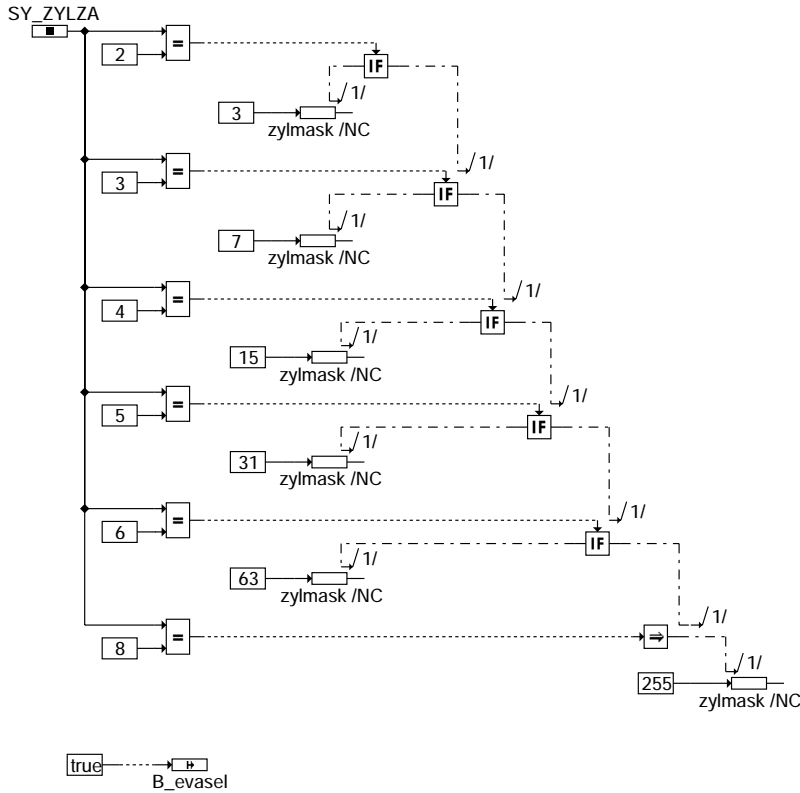 SY_ZYLZA
2
=
IF
1/
3
zylmask /NC
1/
3
=
IF
1/
7
zylmask /NC
1/
4
=
IF
1/
15
zylmask /NC
1/
5
=
IF
1/
31
zylmask /NC
1/
6
=
IF
1/
63
zylmask /NC
1/
8
=
⇒
1/
255
zylmask /NC
true
B_evasel